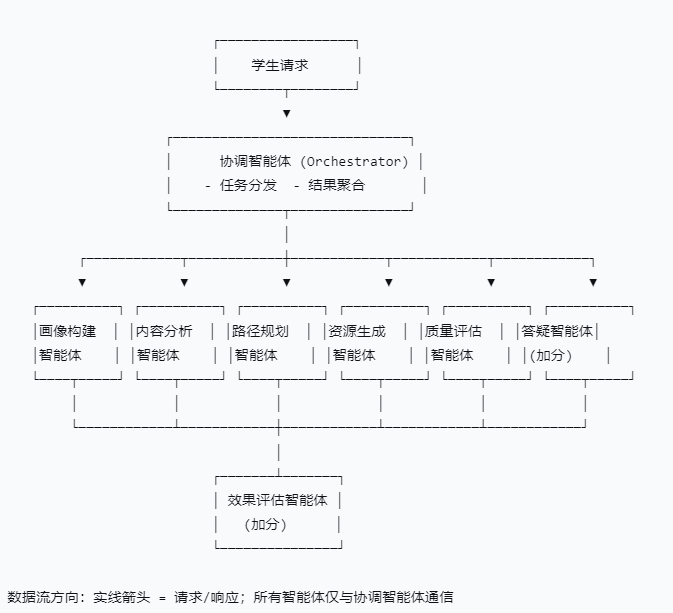 学生请求
协调智能体 (Orchestrator)
- 任务分发 - 结果聚合
画像构建 内容分析 路径规划 资源生成 质量评估 答疑智能体
智能体 智能体 智能体 智能体 智能体 (加分)
效果评估智能体
(加分)
数据流方向: 实线箭头 = 请求/响应; 所有智能体仅与协调智能体通信